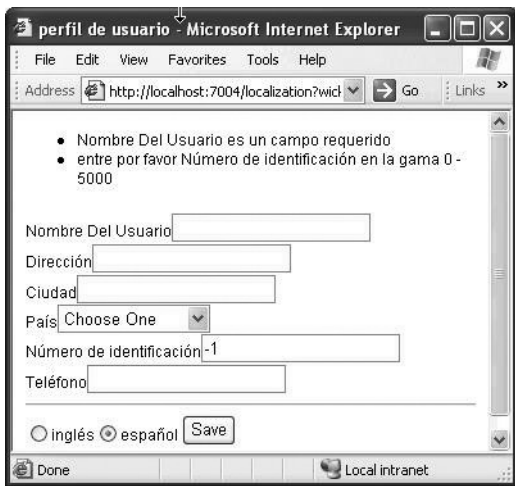 perfil de usuario - Microsoft Internet Explorer
File Edit View Favorites Tools Help
Address http://localhost:7004/localization?wick Go Links »
• Nombre Del Usuario es un campo requerido
• entre por favor Número de identificación en la gama 0 -
5000
Nombre Del Usuario
Dirección
Ciudad
País Choose One
Número de identificación -1
Teléfono
inglés español Save
Done Local intranet